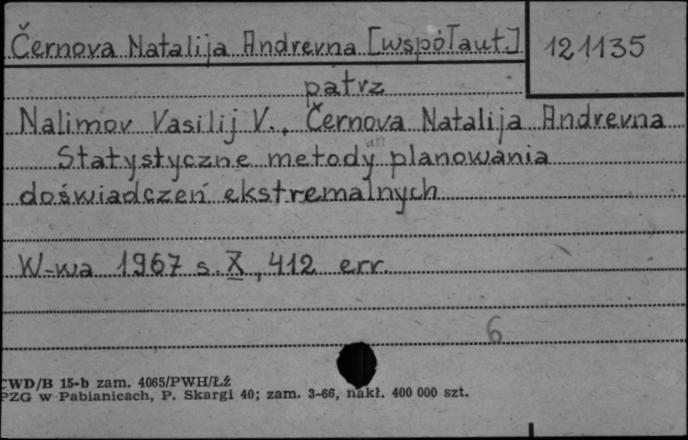 Černova Natalija Andrevna [współaut.] 121135
patrz
Nalimov Vasilij V., Černova Natalija Andrevna
Statystyczne metody planowania
doświadczeń ekstremalnych
W-wa 1967 s. X, 412 err.
6
CWD/B 15-b zam. 4065/PWH/Łź
PZG w Pabianicach, P. Skargi 40; zam. 3-66, nakł. 400 000 szt.